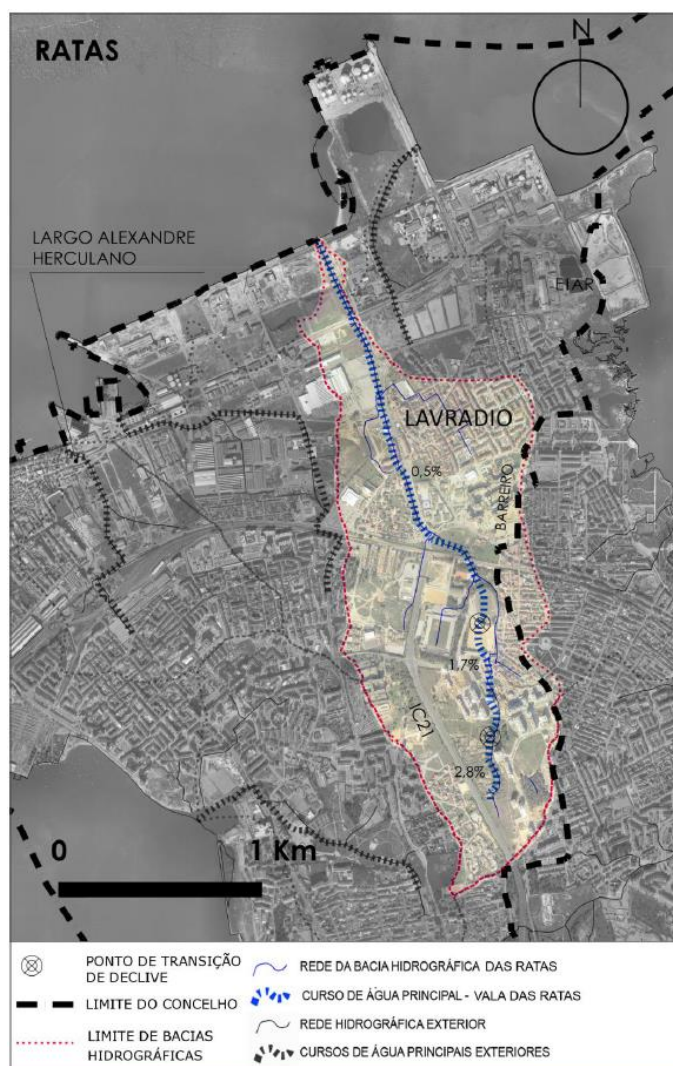 RATAS
N
LARGO ALEXANDRE
HERCULANO
ETAR
LAVRADIO
0,5%
BARREIRO
1,7%
IC21
2,8%
0
1 Km
PONTO DE TRANSIÇÃO
DE DECLIVE
LIMITE DO CONCELHO
LIMITE DE BACIAS
HIDROGRÁFICAS
REDE DA BACIA HIDROGRÁFICA DAS RATAS
CURSO DE ÁGUA PRINCIPAL - VALA DAS RATAS
REDE HIDROGRÁFICA EXTERIOR
CURSOS DE ÁGUA PRINCIPAIS EXTERIORES